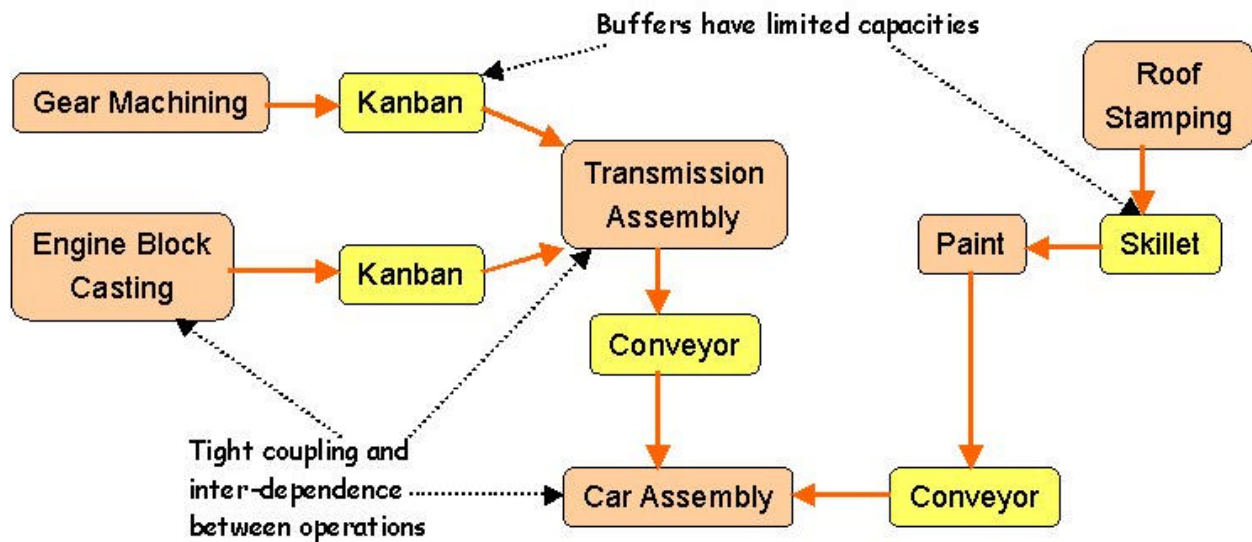 Buffers have limited capacities
Gear Machining
Kanban
Roof
Stamping
Transmission
Assembly
Engine Block
Casting
Kanban
Paint
Skillet
Conveyor
Tight coupling and
inter-dependence
between operations
Car Assembly
Conveyor